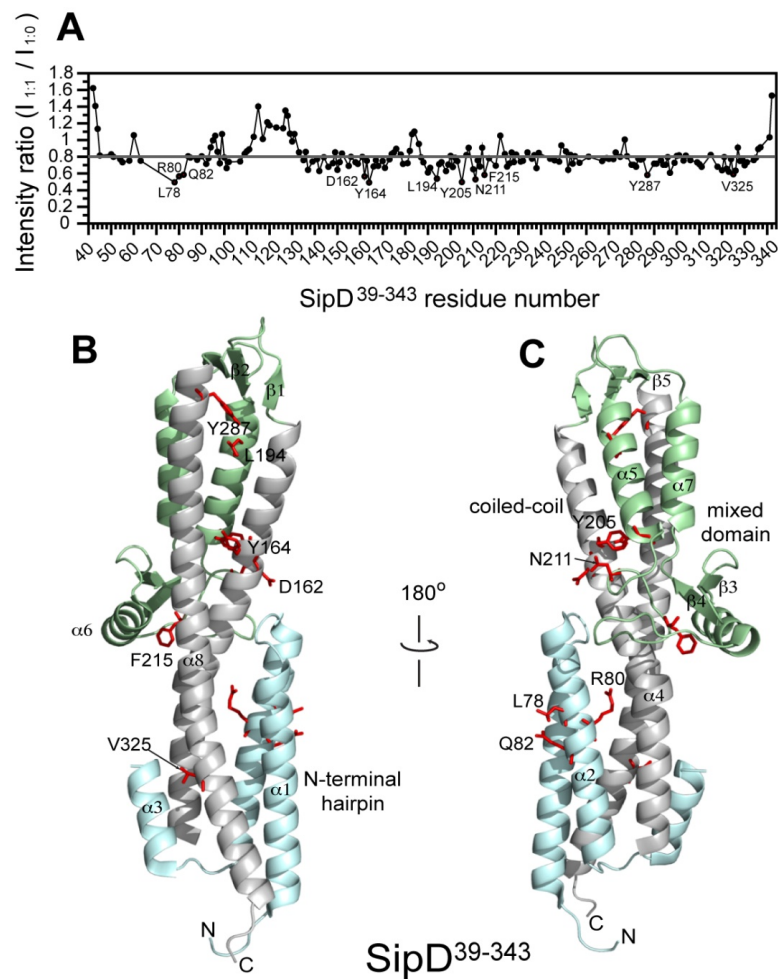 A
Intensity ratio (I 1:1 / I 1:0)
1.8
1.6
1.4
1.2
1
0.8
0.6
0.4
0.2
0
R80
L78
Q82
D162
Y164
L194
Y205
N211
F215
Y287
V325
40 50 60 70 80 90 100 110 120 130 140 150 160 170 180 190 200 210 220 230 240 250 260 270 280 290 300 310 320 330 340
SipD39-343 residue number
B
β2
β1
Y287
L194
Y164
D162
α6
F215
α8
V325
α3
α1
N-terminal
hairpin
N
C
180o
C
β5
α5
α7
coiled-coil
Y205
mixed
domain
N211
β3
β4
R80
L78
α4
Q82
α2
C
N
SipD39-343